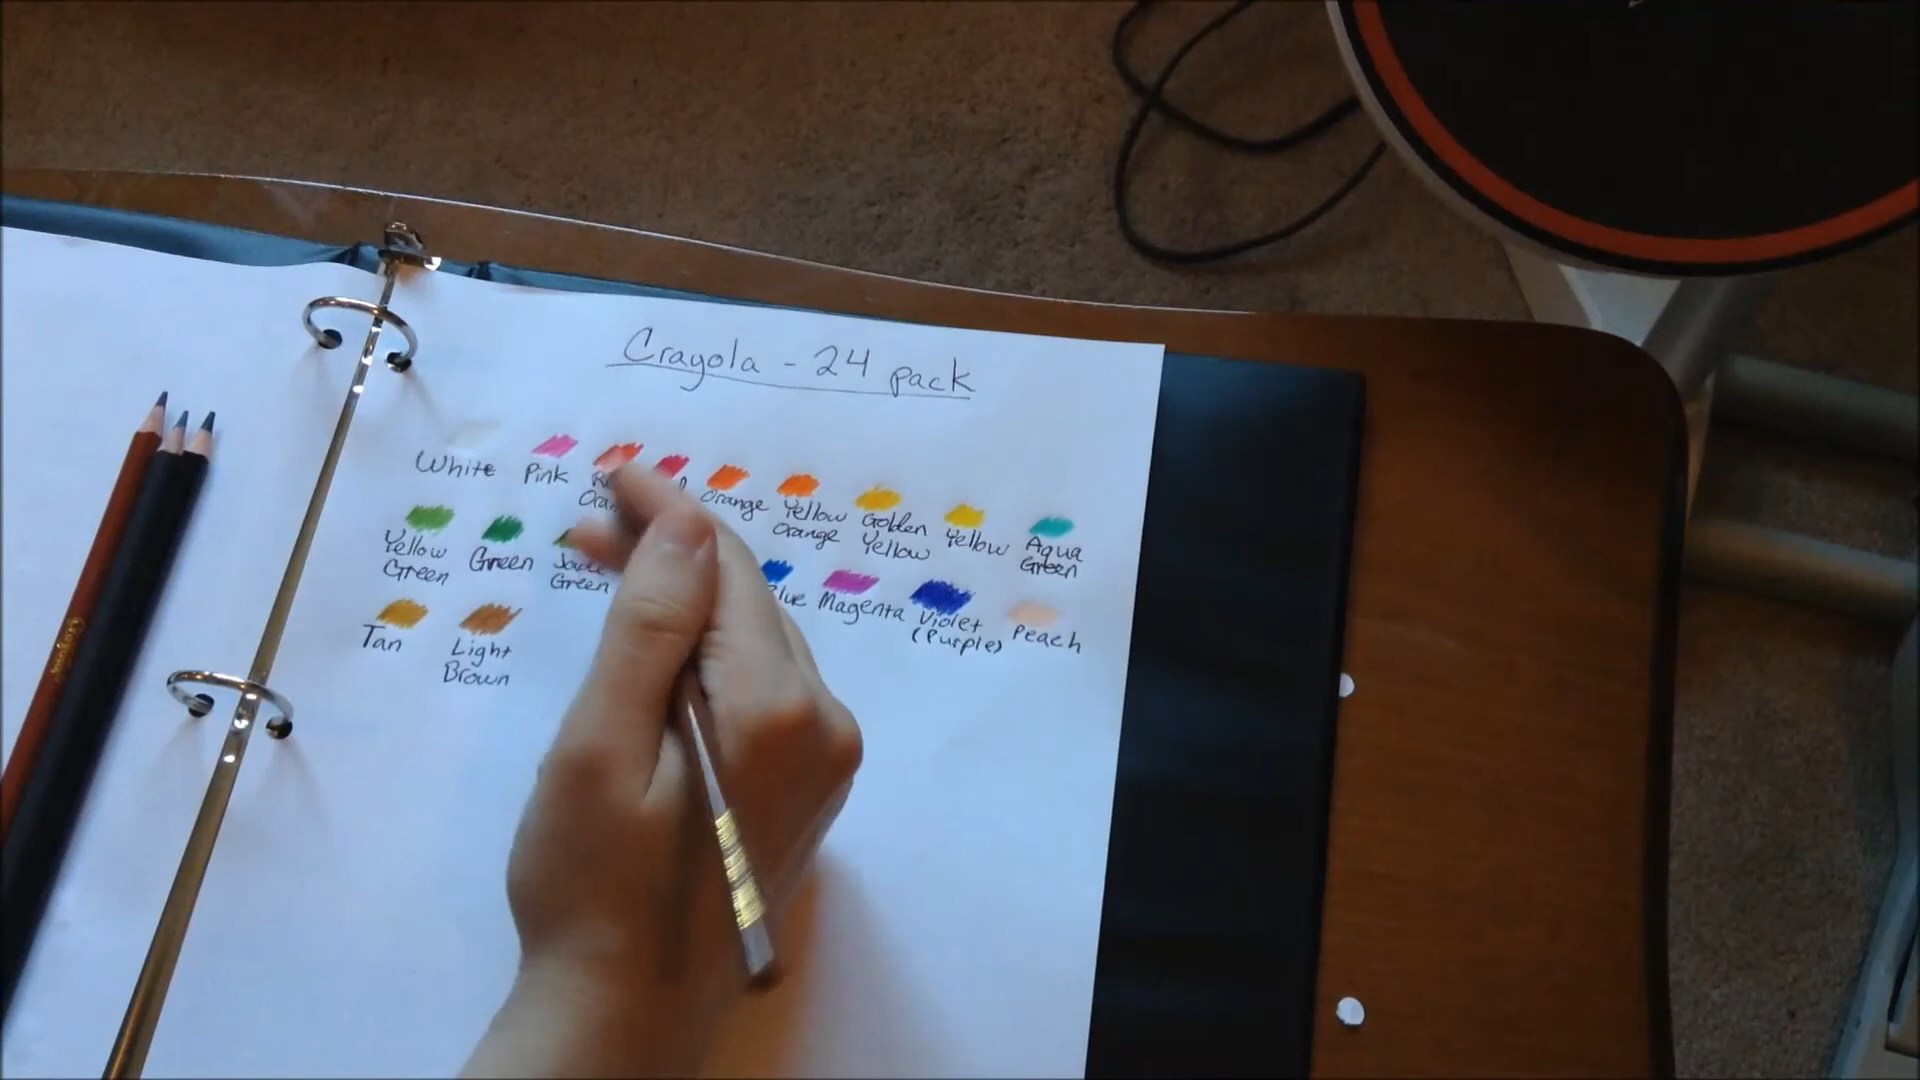 Crayola - 24 pack
White Pink Orange Yellow Orange Golden Yellow Yellow Aqua Green
Yellow Green Green Green Blue Magenta Violet (Purple) Peach
Tan Light Brown
Crayola